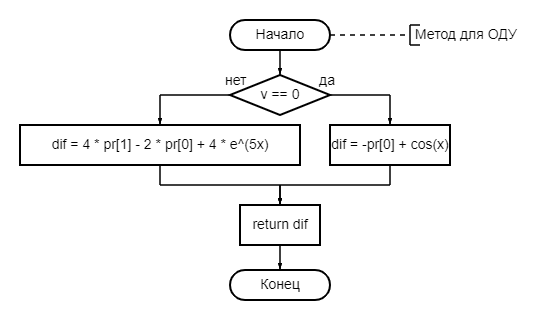 Начало
Метод для ОДУ
нет
да
v == 0
dif = 4 * pr[1] - 2 * pr[0] + 4 * e^(5x)
dif = -pr[0] + cos(x)
return dif
Конец